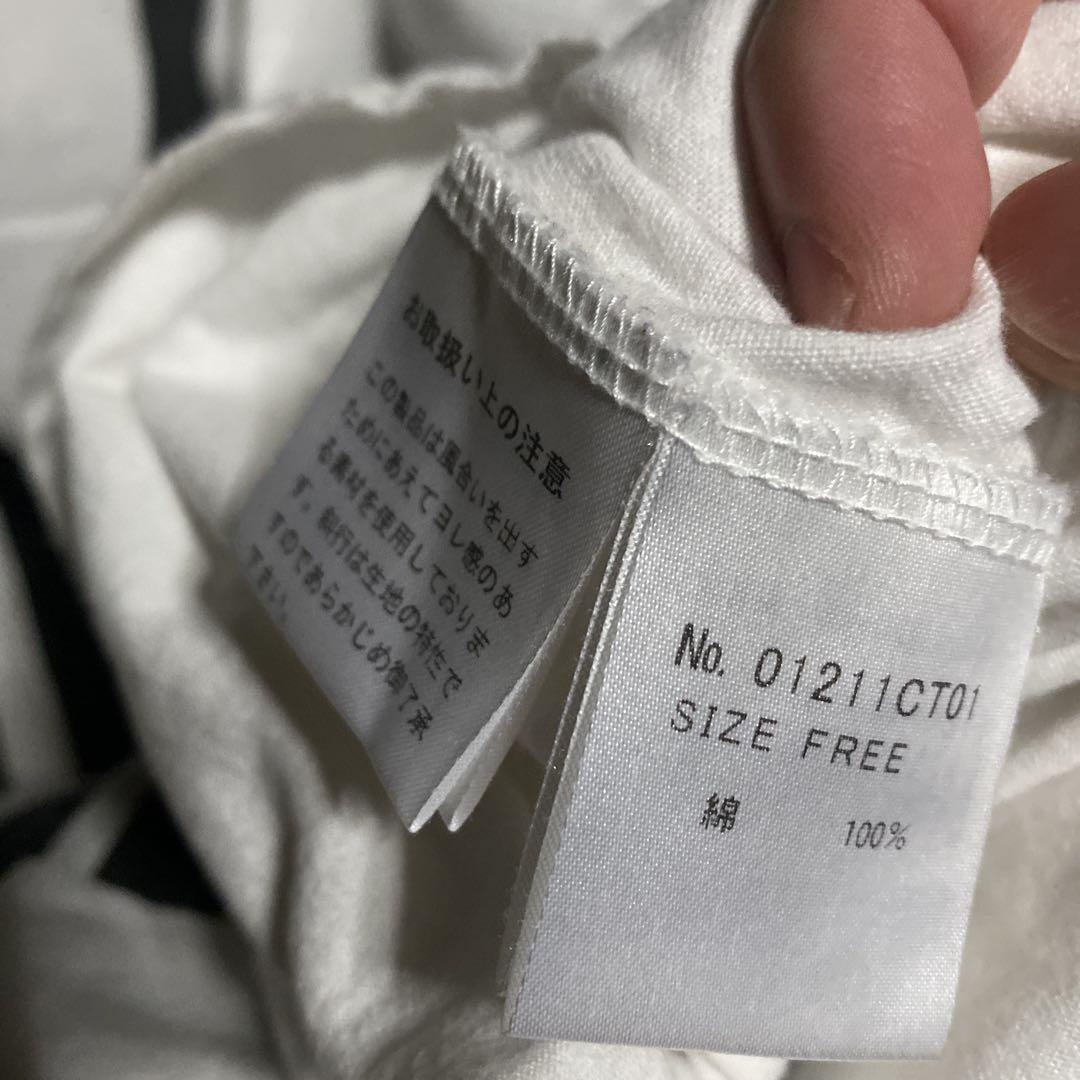 お取扱い上の注意
この製品は風合いを出す
ためにあえてヨレ感のあ
る素材を使用しておりま
す。斜行は生地の特性で
すのであらかじめ御了承
下さい。
No. 01211CT01
SIZE FREE
綿 100%